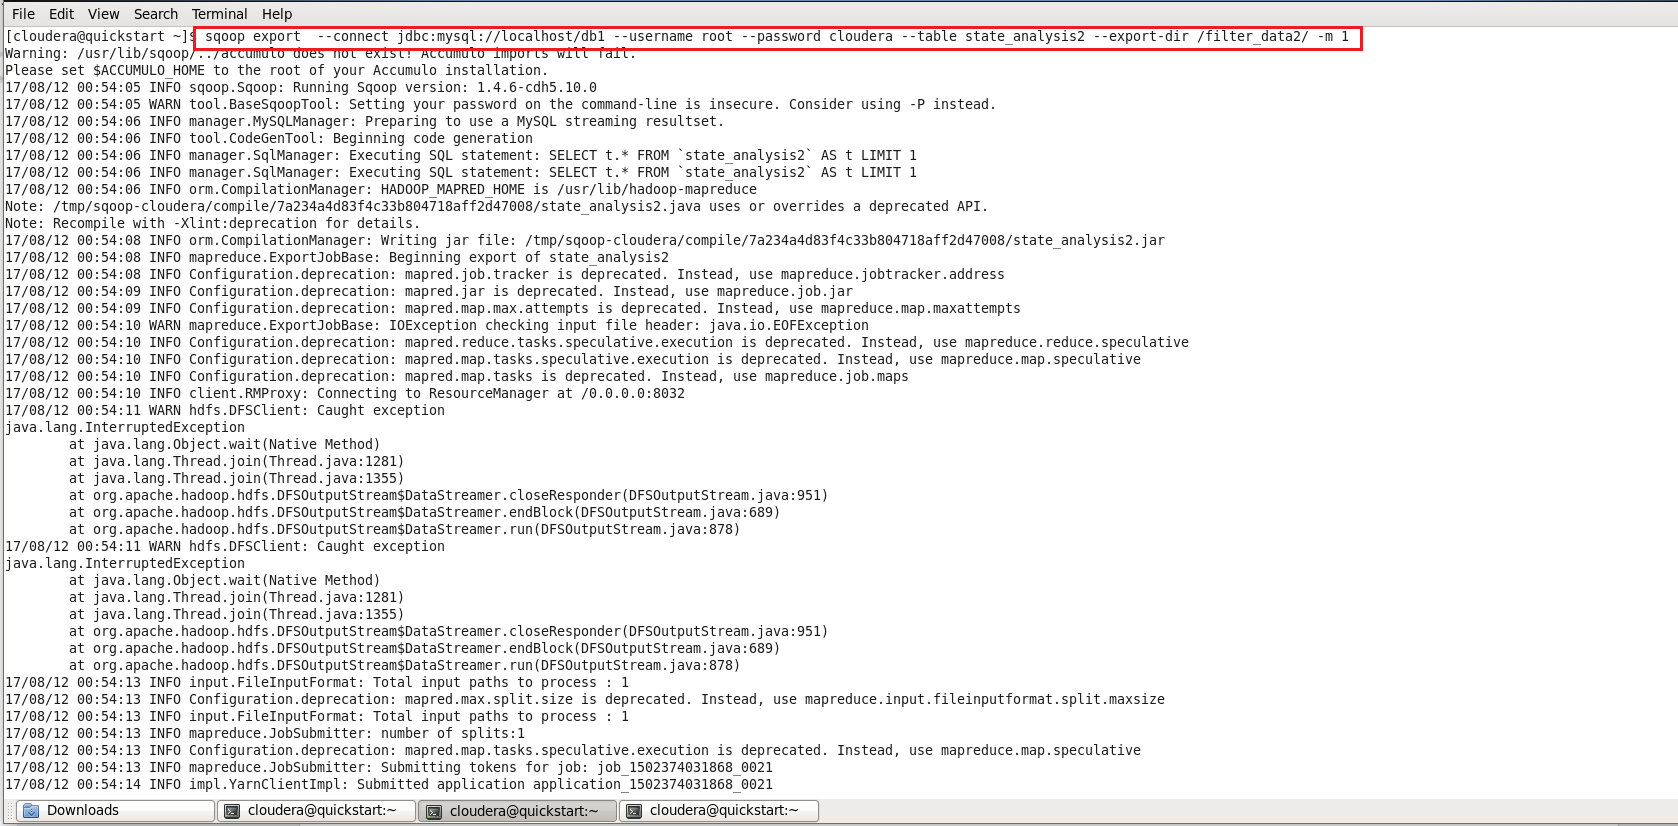 File Edit View Search Terminal Help
[cloudera@quickstart ~]$ sqoop export  --connect jdbc:mysql://localhost/db1 --username root --password cloudera --table state_analysis2 --export-dir /filter_data2/ -m 1
Warning: /usr/lib/sqoop/../accumulo does not exist! Accumulo imports will fail.
Please set $ACCUMULO_HOME to the root of your Accumulo installation.
17/08/12 00:54:05 INFO sqoop.Sqoop: Running Sqoop version: 1.4.6-cdh5.10.0
17/08/12 00:54:05 WARN tool.BaseSqoopTool: Setting your password on the command-line is insecure. Consider using -P instead.
17/08/12 00:54:06 INFO manager.MySQLManager: Preparing to use a MySQL streaming resultset.
17/08/12 00:54:06 INFO tool.CodeGenTool: Beginning code generation
17/08/12 00:54:06 INFO manager.SqlManager: Executing SQL statement: SELECT t.* FROM `state_analysis2` AS t LIMIT 1
17/08/12 00:54:06 INFO manager.SqlManager: Executing SQL statement: SELECT t.* FROM `state_analysis2` AS t LIMIT 1
17/08/12 00:54:06 INFO orm.CompilationManager: HADOOP_MAPRED_HOME is /usr/lib/hadoop-mapreduce
Note: /tmp/sqoop-cloudera/compile/7a234a4d83f4c33b804718aff2d47008/state_analysis2.java uses or overrides a deprecated API.
Note: Recompile with -Xlint:deprecation for details.
17/08/12 00:54:08 INFO orm.CompilationManager: Writing jar file: /tmp/sqoop-cloudera/compile/7a234a4d83f4c33b804718aff2d47008/state_analysis2.jar
17/08/12 00:54:08 INFO mapreduce.ExportJobBase: Beginning export of state_analysis2
17/08/12 00:54:08 INFO Configuration.deprecation: mapred.job.tracker is deprecated. Instead, use mapreduce.jobtracker.address
17/08/12 00:54:09 INFO Configuration.deprecation: mapred.jar is deprecated. Instead, use mapreduce.job.jar
17/08/12 00:54:09 INFO Configuration.deprecation: mapred.map.max.attempts is deprecated. Instead, use mapreduce.map.maxattempts
17/08/12 00:54:10 WARN mapreduce.ExportJobBase: IOException checking input file header: java.io.EOFException
17/08/12 00:54:10 INFO Configuration.deprecation: mapred.reduce.tasks.speculative.execution is deprecated. Instead, use mapreduce.reduce.speculative
17/08/12 00:54:10 INFO Configuration.deprecation: mapred.map.tasks.speculative.execution is deprecated. Instead, use mapreduce.map.speculative
17/08/12 00:54:10 INFO Configuration.deprecation: mapred.map.tasks is deprecated. Instead, use mapreduce.job.maps
17/08/12 00:54:10 INFO client.RMProxy: Connecting to ResourceManager at /0.0.0.0:8032
17/08/12 00:54:11 WARN hdfs.DFSClient: Caught exception
java.lang.InterruptedException
at java.lang.Object.wait(Native Method)
at java.lang.Thread.join(Thread.java:1281)
at java.lang.Thread.join(Thread.java:1355)
at org.apache.hadoop.hdfs.DFSOutputStream$DataStreamer.closeResponder(DFSOutputStream.java:951)
at org.apache.hadoop.hdfs.DFSOutputStream$DataStreamer.endBlock(DFSOutputStream.java:689)
at org.apache.hadoop.hdfs.DFSOutputStream$DataStreamer.run(DFSOutputStream.java:878)
17/08/12 00:54:11 WARN hdfs.DFSClient: Caught exception
java.lang.InterruptedException
at java.lang.Object.wait(Native Method)
at java.lang.Thread.join(Thread.java:1281)
at java.lang.Thread.join(Thread.java:1355)
at org.apache.hadoop.hdfs.DFSOutputStream$DataStreamer.closeResponder(DFSOutputStream.java:951)
at org.apache.hadoop.hdfs.DFSOutputStream$DataStreamer.endBlock(DFSOutputStream.java:689)
at org.apache.hadoop.hdfs.DFSOutputStream$DataStreamer.run(DFSOutputStream.java:878)
17/08/12 00:54:13 INFO input.FileInputFormat: Total input paths to process : 1
17/08/12 00:54:13 INFO Configuration.deprecation: mapred.max.split.size is deprecated. Instead, use mapreduce.input.fileinputformat.split.maxsize
17/08/12 00:54:13 INFO input.FileInputFormat: Total input paths to process : 1
17/08/12 00:54:13 INFO mapreduce.JobSubmitter: number of splits:1
17/08/12 00:54:13 INFO Configuration.deprecation: mapred.map.tasks.speculative.execution is deprecated. Instead, use mapreduce.map.speculative
17/08/12 00:54:13 INFO mapreduce.JobSubmitter: Submitting tokens for job: job_1502374031868_0021
17/08/12 00:54:14 INFO impl.YarnClientImpl: Submitted application application_1502374031868_0021
Downloads cloudera@quickstart:~ cloudera@quickstart:~ cloudera@quickstart:~